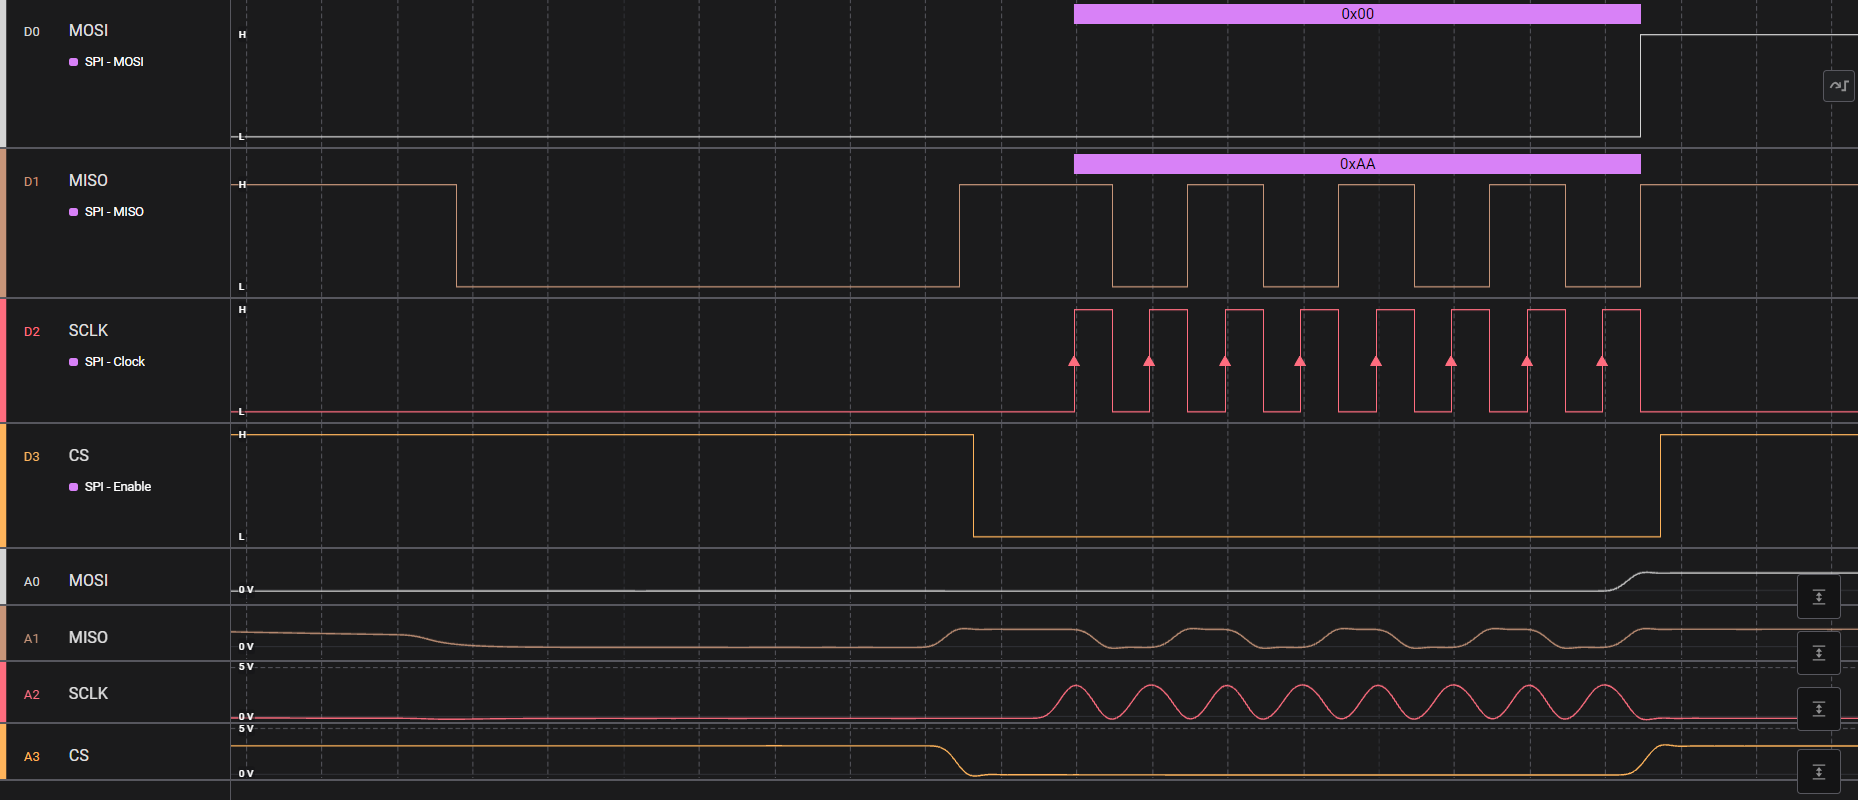 0x00
D0 MOSI
H
SPI - MOSI
L
0xAA
D1 MISO
H
SPI - MISO
L
H
D2 SCLK
SPI - Clock
L
H
D3 CS
SPI - Enable
L
A0 MOSI
0 V
A1 MISO
0 V
5 V
A2 SCLK
0 V
5 V
A3 CS
0 V